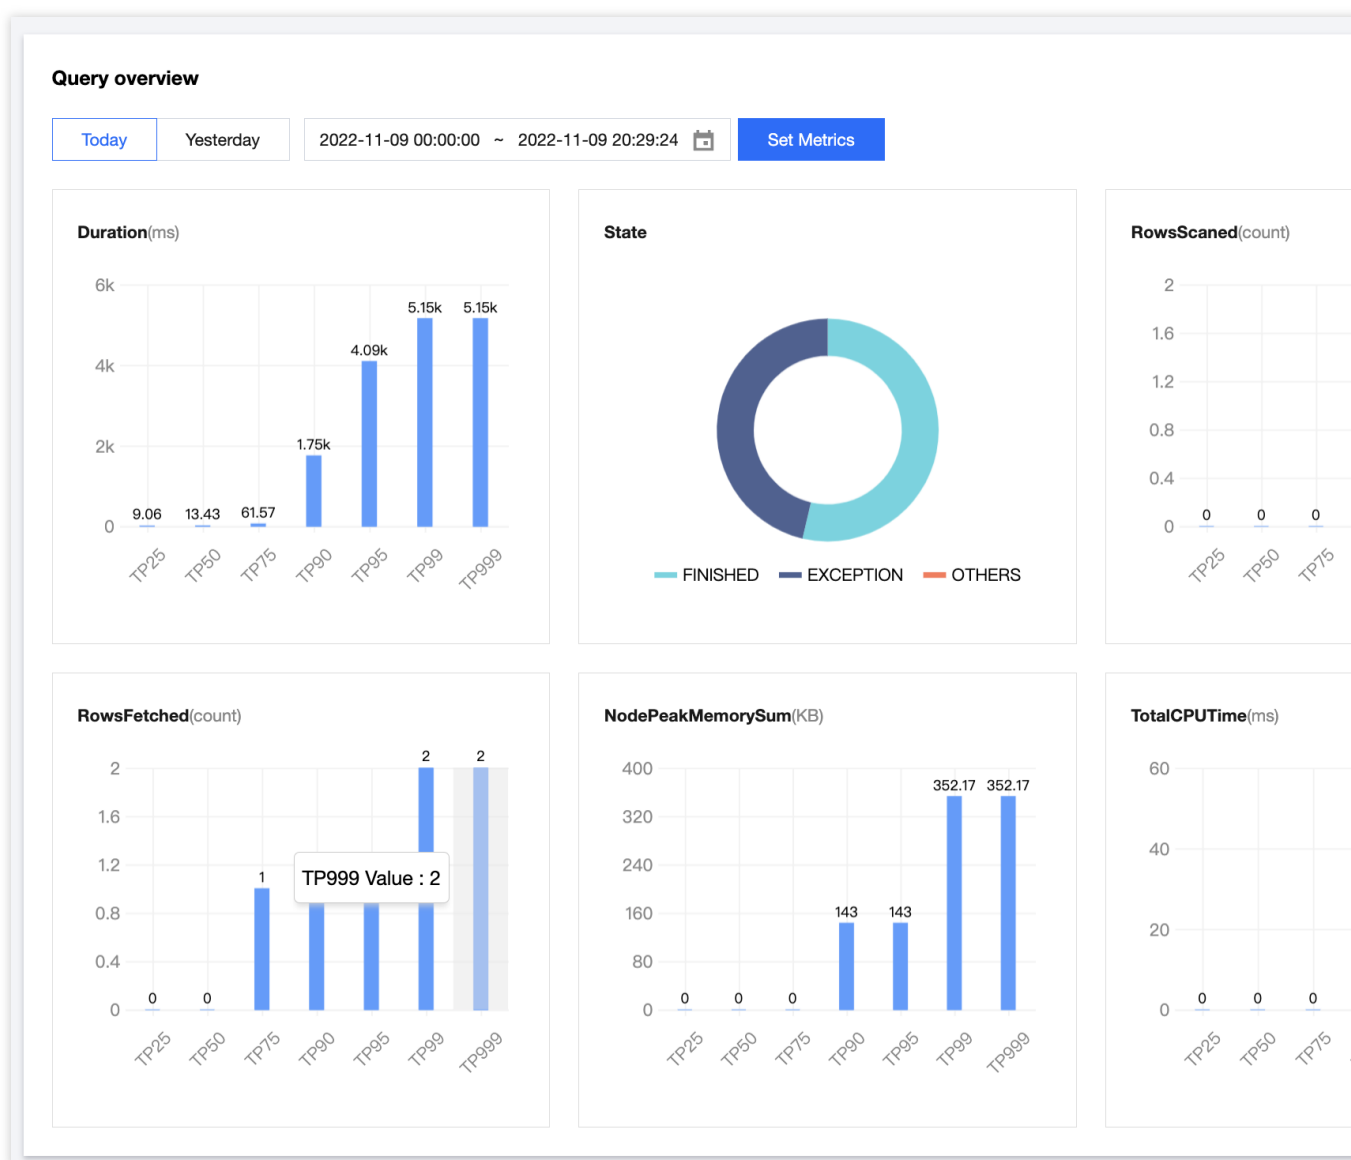 Query overview
Today
Yesterday
2022-11-09 00:00:00 ~ 2022-11-09 20:29:24
Set Metrics
Duration(ms)
6k
4k
2k
0
9.06
13.43
61.57
1.75k
4.09k
5.15k
5.15k
TP25
TP50
TP75
TP90
TP95
TP99
TP999
State
FINISHED
EXCEPTION
OTHERS
RowsScaned(count)
2
1.6
1.2
0.8
0.4
0
0
0
0
TP25
TP50
TP75
RowsFetched(count)
2
1.6
1.2
0.8
0.4
0
0
0
1
2
2
TP999 Value : 2
TP25
TP50
TP75
TP90
TP95
TP99
TP999
NodePeakMemorySum(KB)
400
320
240
160
80
0
0
0
0
143
143
352.17
352.17
TP25
TP50
TP75
TP90
TP95
TP99
TP999
TotalCPUTime(ms)
60
40
20
0
0
0
0
TP25
TP50
TP75